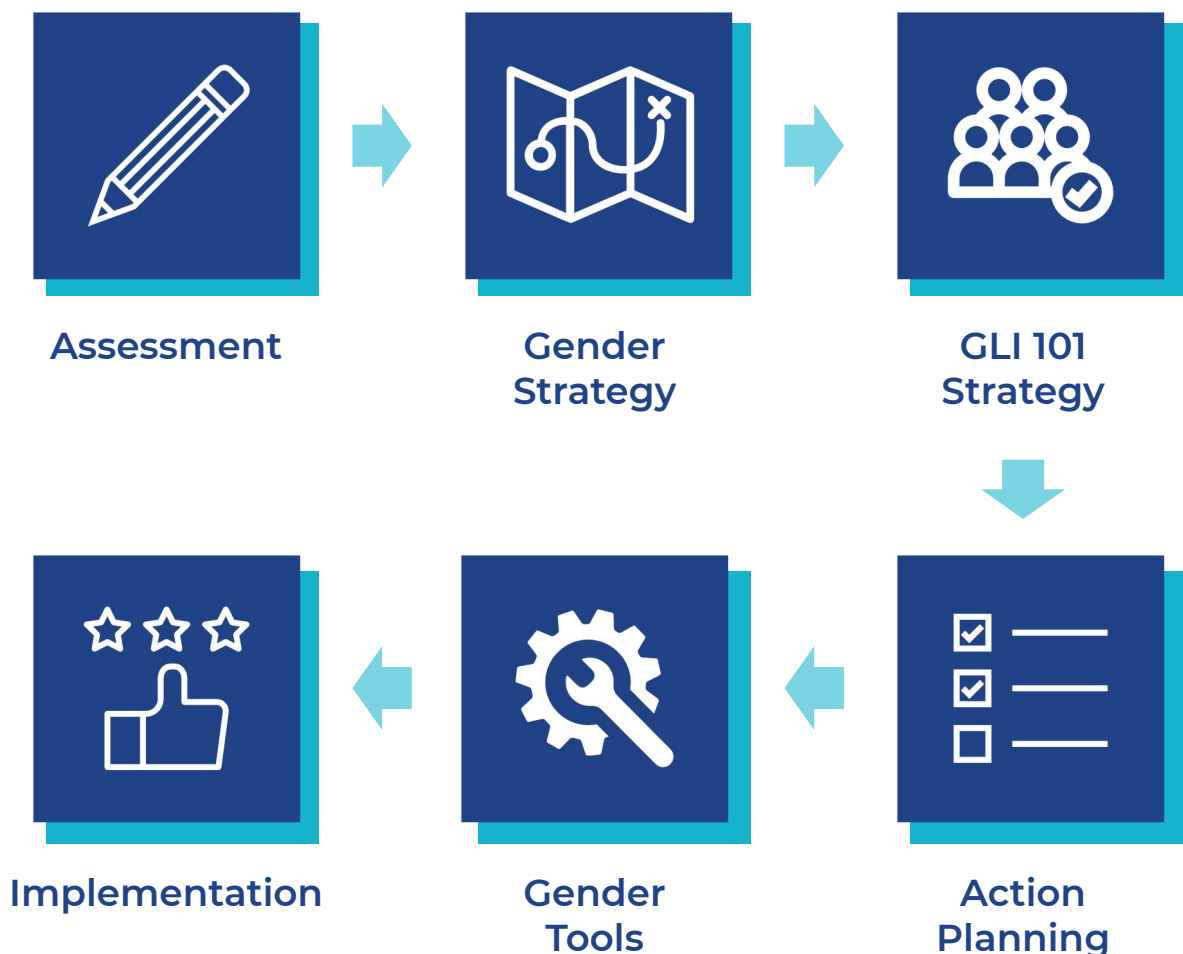 Assessment
Gender
Strategy
GLI 101
Strategy
Implementation
Gender
Tools
Action
Planning